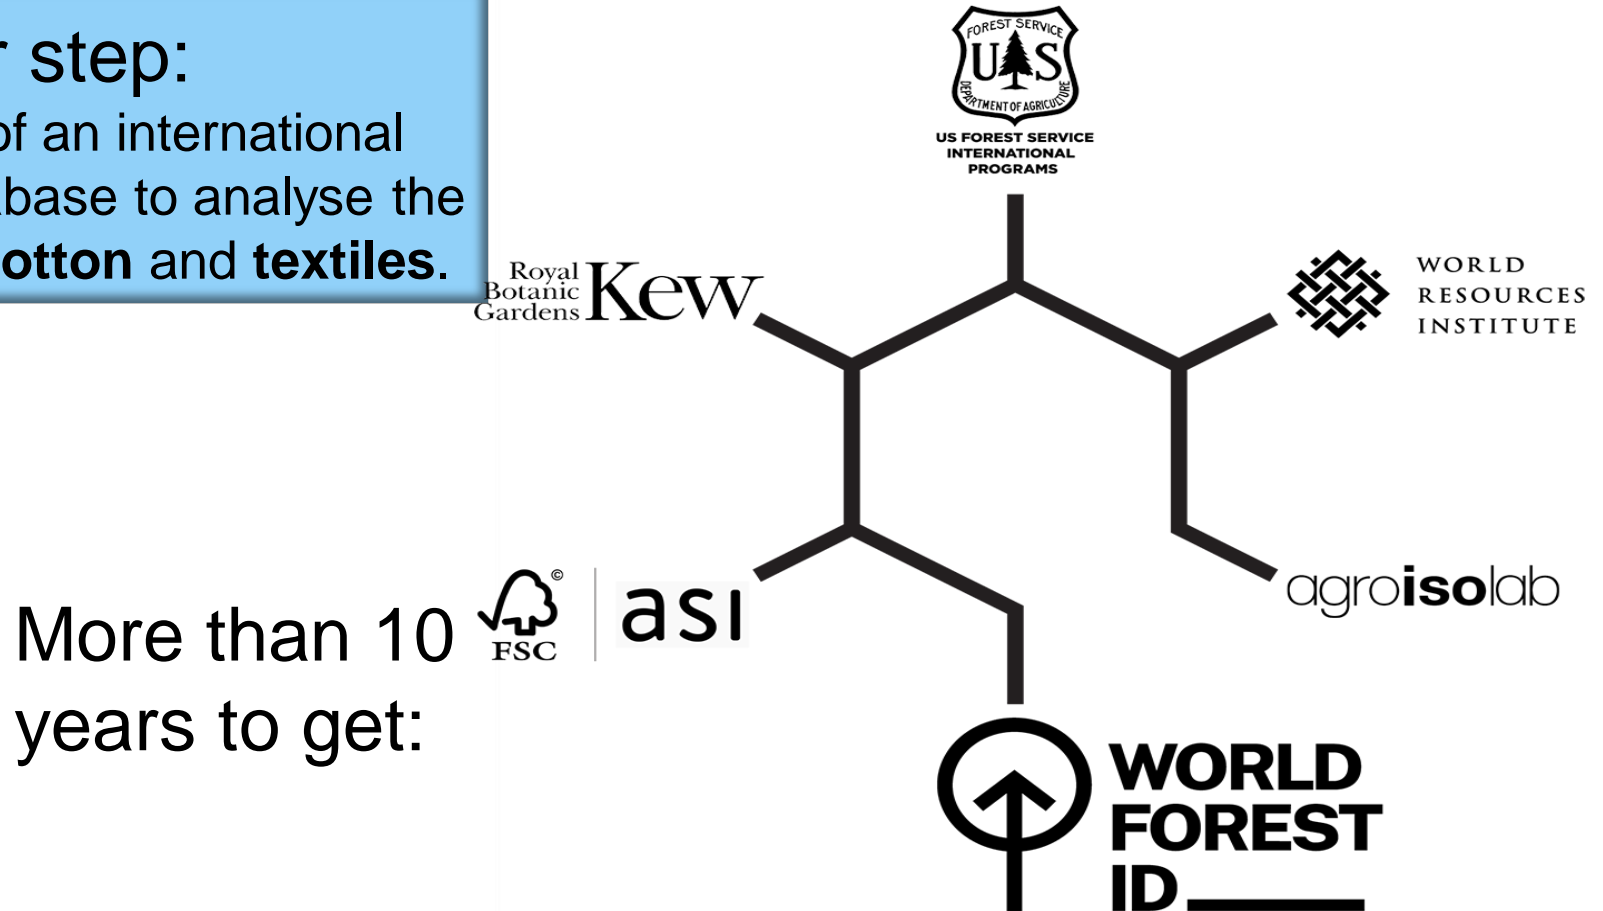 r step:
of an international
base to analyse the
otton and textiles.
FOREST SERVICE
U S
DEPARTMENT OF AGRICULTURE
US FOREST SERVICE
INTERNATIONAL
PROGRAMS
Royal
Botanic
Gardens Kew
WORLD
RESOURCES
INSTITUTE
FSC
©
asi
agroisolab
More than 10
years to get:
WORLD
FOREST
ID